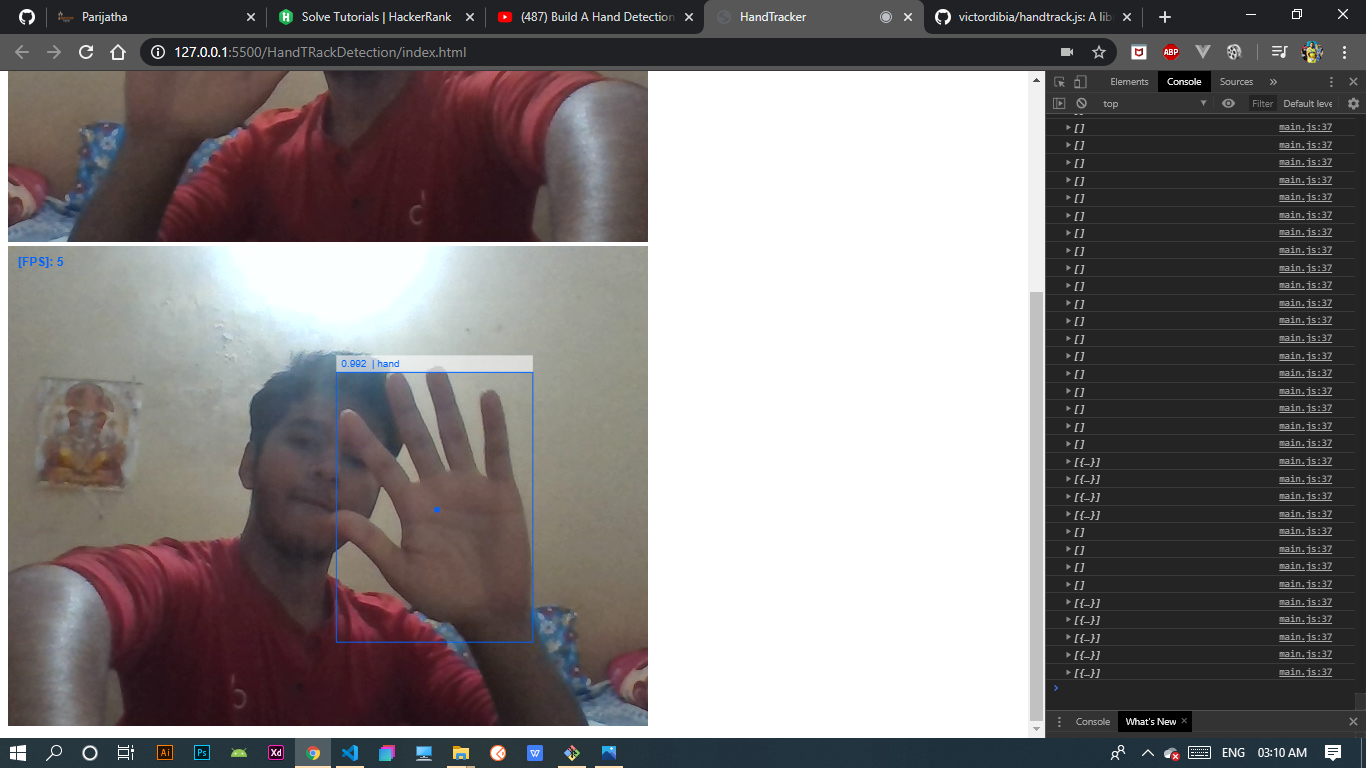 Parijatha
Solve Tutorials | HackerRank
(487) Build A Hand Detection
HandTracker
victordibia/handtrack.js: A lib
127.0.0.1:5500/HandTRackDetection/index.html
ABP
Elements
Console
Sources
top
Filter
Default leve
[]
main.js:37
[]
main.js:37
[]
main.js:37
[]
main.js:37
[]
main.js:37
[]
main.js:37
[]
main.js:37
[]
main.js:37
[]
main.js:37
[]
main.js:37
[]
main.js:37
[]
main.js:37
[]
main.js:37
[]
main.js:37
[]
main.js:37
[]
main.js:37
[]
main.js:37
[]
main.js:37
[]
main.js:37
[{…}]
main.js:37
[{…}]
main.js:37
[{…}]
main.js:37
[{…}]
main.js:37
[]
main.js:37
[]
main.js:37
[]
main.js:37
[]
main.js:37
[{…}]
main.js:37
[{…}]
main.js:37
[{…}]
main.js:37
[{…}]
main.js:37
[{…}]
main.js:37
[FPS]: 5
0.992 | hand
Console
What's New
Ai
Ps
Xd
W
ENG
03:10 AM